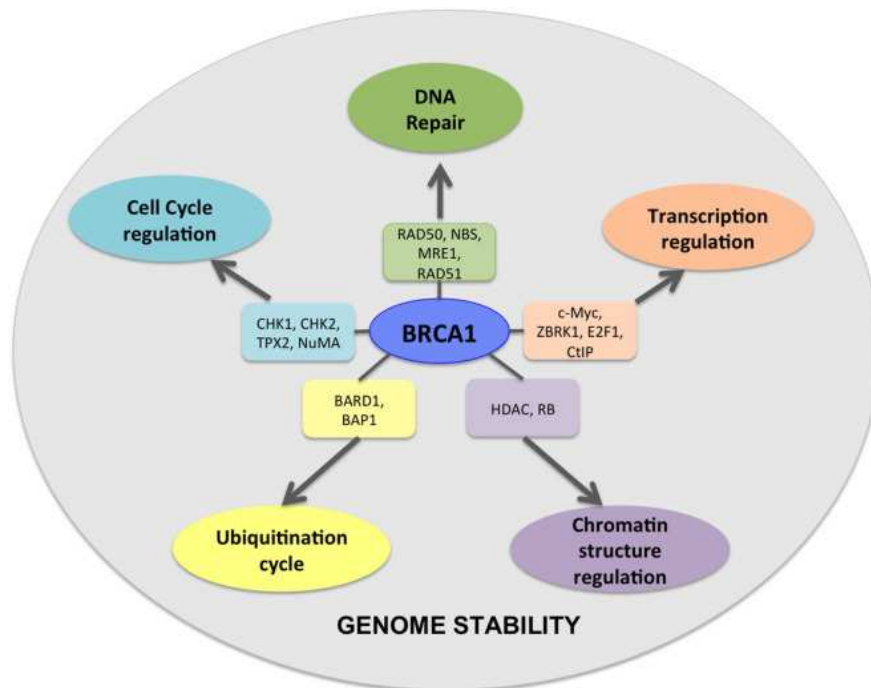 DNA
Repair
Cell Cycle
regulation
Transcription
regulation
RAD50, NBS,
MRE1,
RAD51
CHK1, CHK2,
TPX2, NuMA
BRCA1
c-Myc,
ZBRK1, E2F1,
CtIP
BARD1,
BAP1
HDAC, RB
Ubiquitination
cycle
Chromatin
structure
regulation
GENOME STABILITY